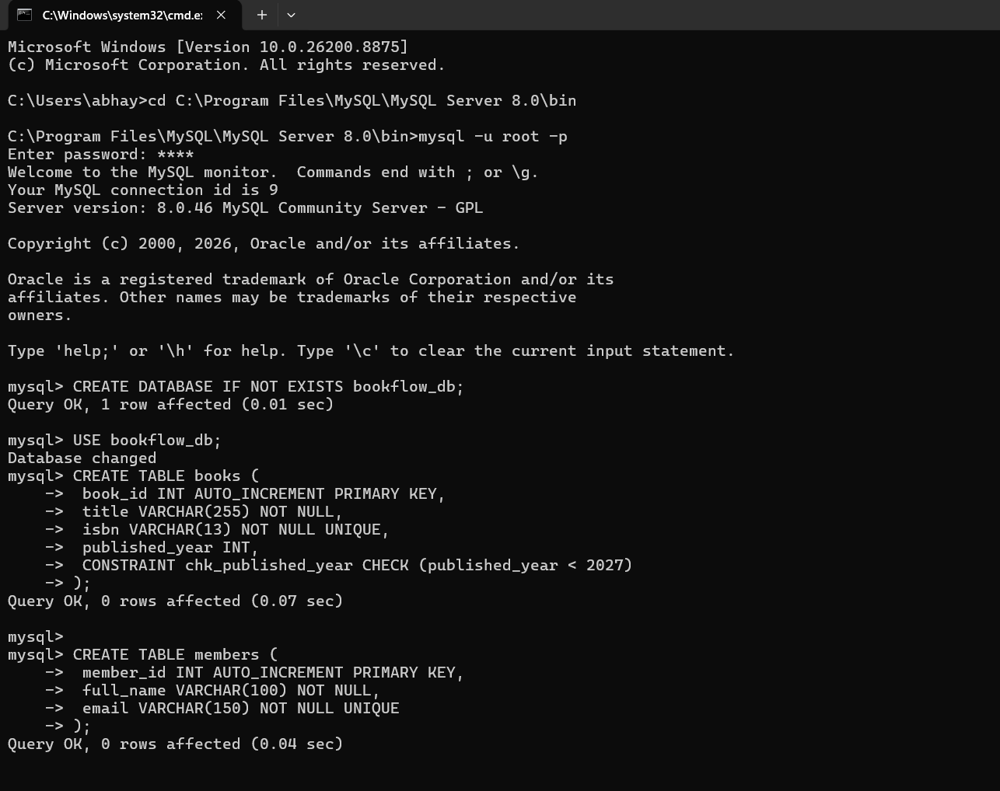 C:\Windows\system32\cmd.e:
Microsoft Windows [Version 10.0.26200.8875]
(c) Microsoft Corporation. All rights reserved.
C:\Users\abhay>cd C:\Program Files\MySQL\MySQL Server 8.0\bin
C:\Program Files\MySQL\MySQL Server 8.0\bin>mysql -u root -p
Enter password: ****
Welcome to the MySQL monitor.  Commands end with ; or \g.
Your MySQL connection id is 9
Server version: 8.0.46 MySQL Community Server - GPL
Copyright (c) 2000, 2026, Oracle and/or its affiliates.
Oracle is a registered trademark of Oracle Corporation and/or its
affiliates. Other names may be trademarks of their respective
owners.
Type 'help;' or '\h' for help. Type '\c' to clear the current input statement.
mysql> CREATE DATABASE IF NOT EXISTS bookflow_db;
Query OK, 1 row affected (0.01 sec)
mysql> USE bookflow_db;
Database changed
mysql> CREATE TABLE books (
    ->  book_id INT AUTO_INCREMENT PRIMARY KEY,
    ->  title VARCHAR(255) NOT NULL,
    ->  isbn VARCHAR(13) NOT NULL UNIQUE,
    ->  published_year INT,
    ->  CONSTRAINT chk_published_year CHECK (published_year < 2027)
    -> );
Query OK, 0 rows affected (0.07 sec)
mysql>
mysql> CREATE TABLE members (
    ->  member_id INT AUTO_INCREMENT PRIMARY KEY,
    ->  full_name VARCHAR(100) NOT NULL,
    ->  email VARCHAR(150) NOT NULL UNIQUE
    -> );
Query OK, 0 rows affected (0.04 sec)